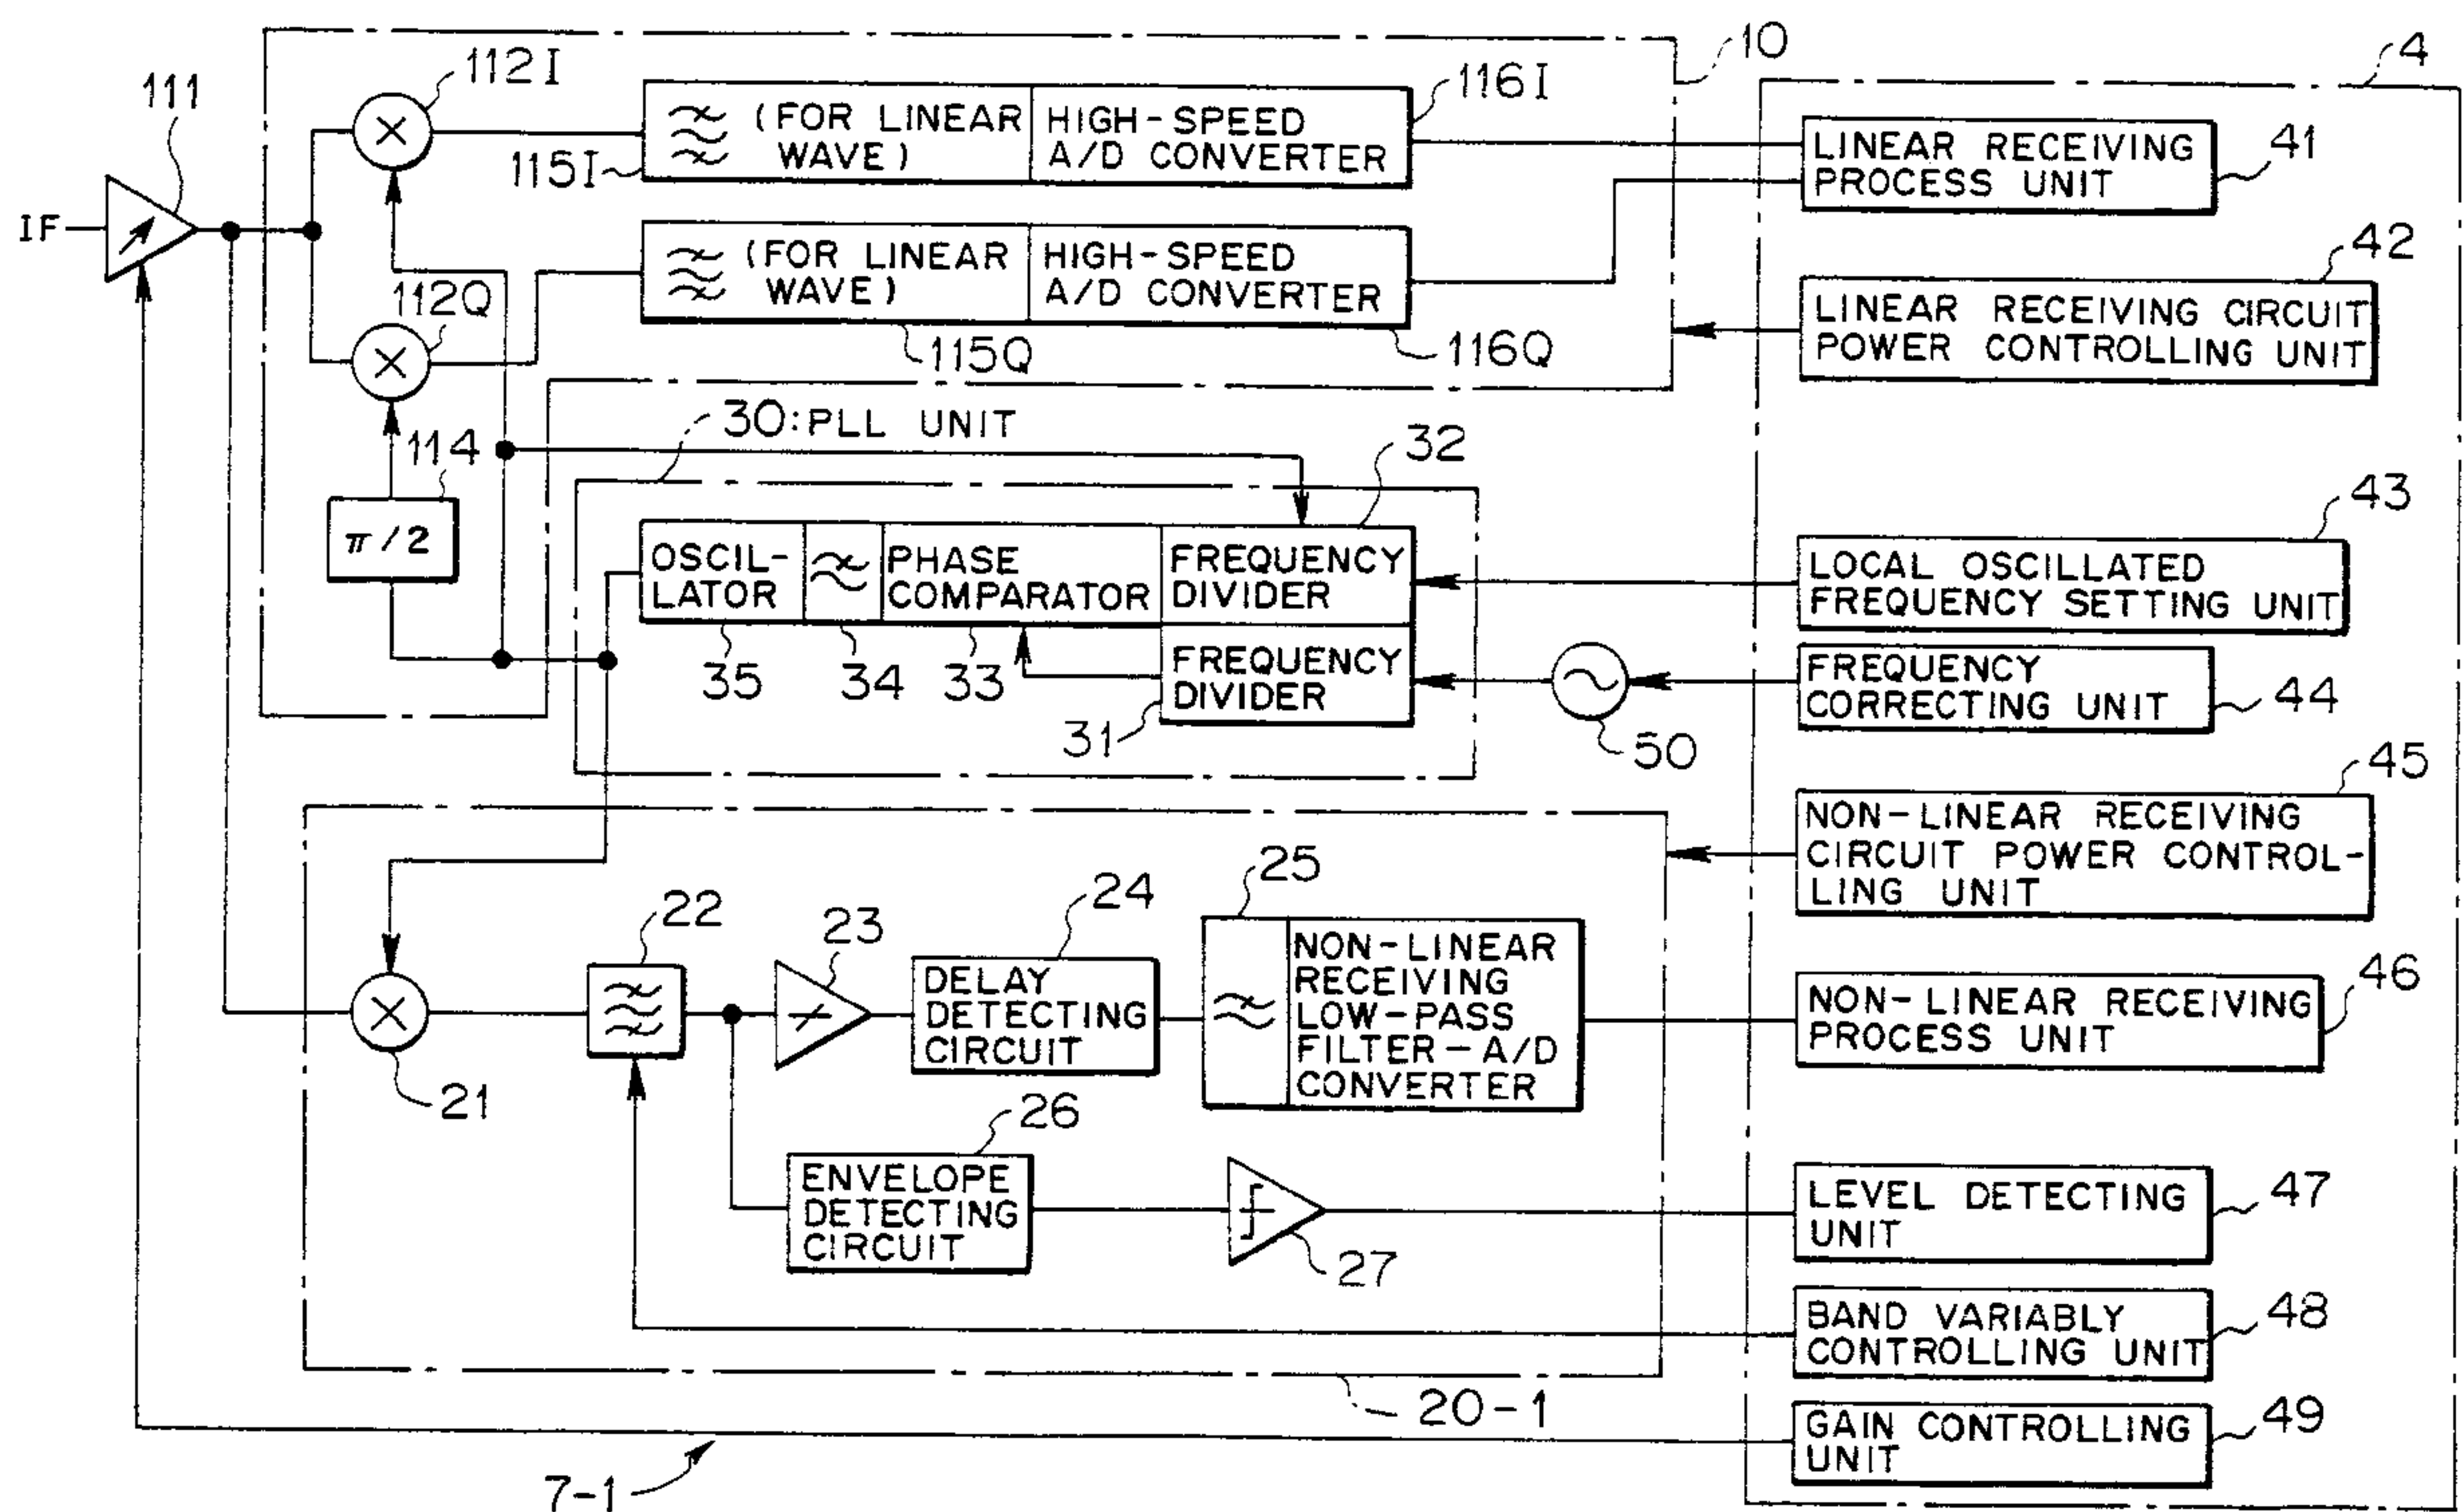 10
4
112I
111
(FOR LINEAR
WAVE)
HIGH-SPEED
A/D CONVERTER
116I
115I
LINEAR RECEIVING
PROCESS UNIT
41
IF
(FOR LINEAR
WAVE)
HIGH-SPEED
A/D CONVERTER
112Q
115Q
116Q
42
LINEAR RECEIVING CIRCUIT
POWER CONTROLLING UNIT
30:PLL UNIT
114
32
π/2
OSCIL-
LATOR
PHASE
COMPARATOR
FREQUENCY
DIVIDER
43
LOCAL OSCILLATED
FREQUENCY SETTING UNIT
35
34
33
FREQUENCY
DIVIDER
31
50
FREQUENCY
CORRECTING UNIT
44
45
NON-LINEAR RECEIVING
CIRCUIT POWER CONTROL-
LING UNIT
22
23
24
25
DELAY
DETECTING
CIRCUIT
NON-LINEAR
RECEIVING
LOW-PASS
FILTER-A/D
CONVERTER
46
NON-LINEAR RECEIVING
PROCESS UNIT
21
26
ENVELOPE
DETECTING
CIRCUIT
27
LEVEL DETECTING
UNIT
47
BAND VARIABLY
CONTROLLING UNIT
48
20-1
GAIN CONTROLLING
UNIT
49
7-1